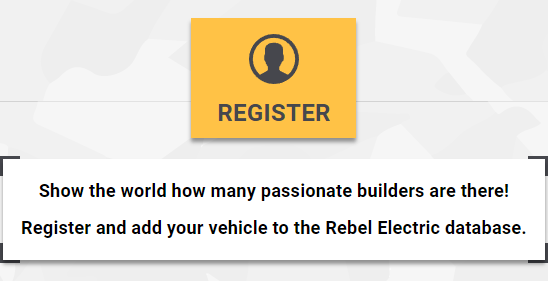 REGISTER
Show the world how many passionate builders are there!
Register and add your vehicle to the Rebel Electric database.